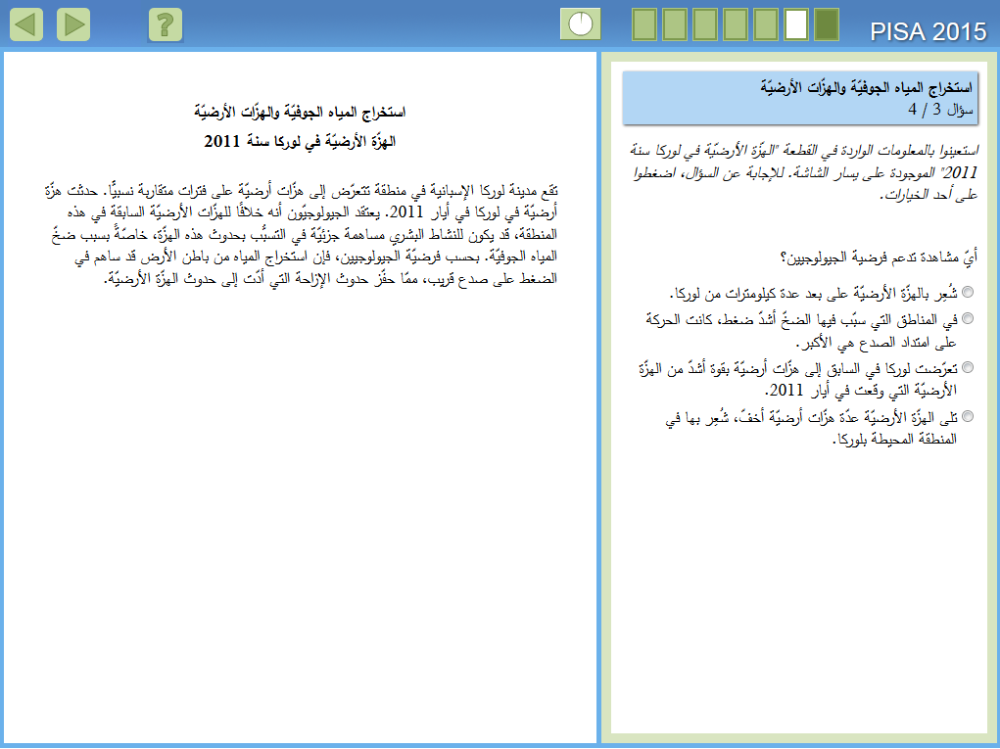 PISA 2015
?
استخراج المياه الجوفيّة والهزّات الأرضيّة
سؤال 3 / 4
استعينوا بالمعلومات الواردة في القطعة "الهزّة الأرضيّة في لوركا سنة
2011" الموجودة على يسار الشاشة. للإجابة عن السؤال، اضغطوا
على أحد الخيارات.
أيّ مشاهدة تدعم فرضية الجيولوجيين؟
شُعِر بالهزّة الأرضيّة على بعد عدة كيلومترات من لوركا.
في المناطق التي سبّب فيها الضخّ أشدّ ضغط، كانت الحركة
على امتداد الصدع هي الأكبر.
تعرّضت لوركا في السابق إلى هزّات أرضيّة بقوة أشدّ من الهزّة
الأرضيّة التي وقعت في أيار 2011.
تلى الهزّة الأرضيّة عدّة هزّات أرضيّة أخفّ، شُعِر بها في
المنطقة المحيطة بلوركا.
استخراج المياه الجوفيّة والهزّات الأرضيّة
الهزّة الأرضيّة في لوركا سنة 2011
تقع مدينة لوركا الإسبانية في منطقة تتعرّض إلى هزّات أرضيّة على فترات متقاربة نسبيًّا. حدثت هزّة
أرضيّة في لوركا في أيار 2011. يعتقد الجيولوجيّون أنه خلافًا للهزّات الأرضيّة السابقة في هذه
المنطقة، قد يكون للنشاط البشري مساهمة جزئيّة في التسبُّب بحدوث هذه الهزّة، خاصّةً بسبب ضخّ
المياه الجوفيّة. بحسب فرضيّة الجيولوجيين، فإن استخراج المياه من باطن الأرض قد ساهم في
الضغط على صدع قريب، ممّا حفّز حدوث الإزاحة التي أدّت إلى حدوث الهزّة الأرضيّة.